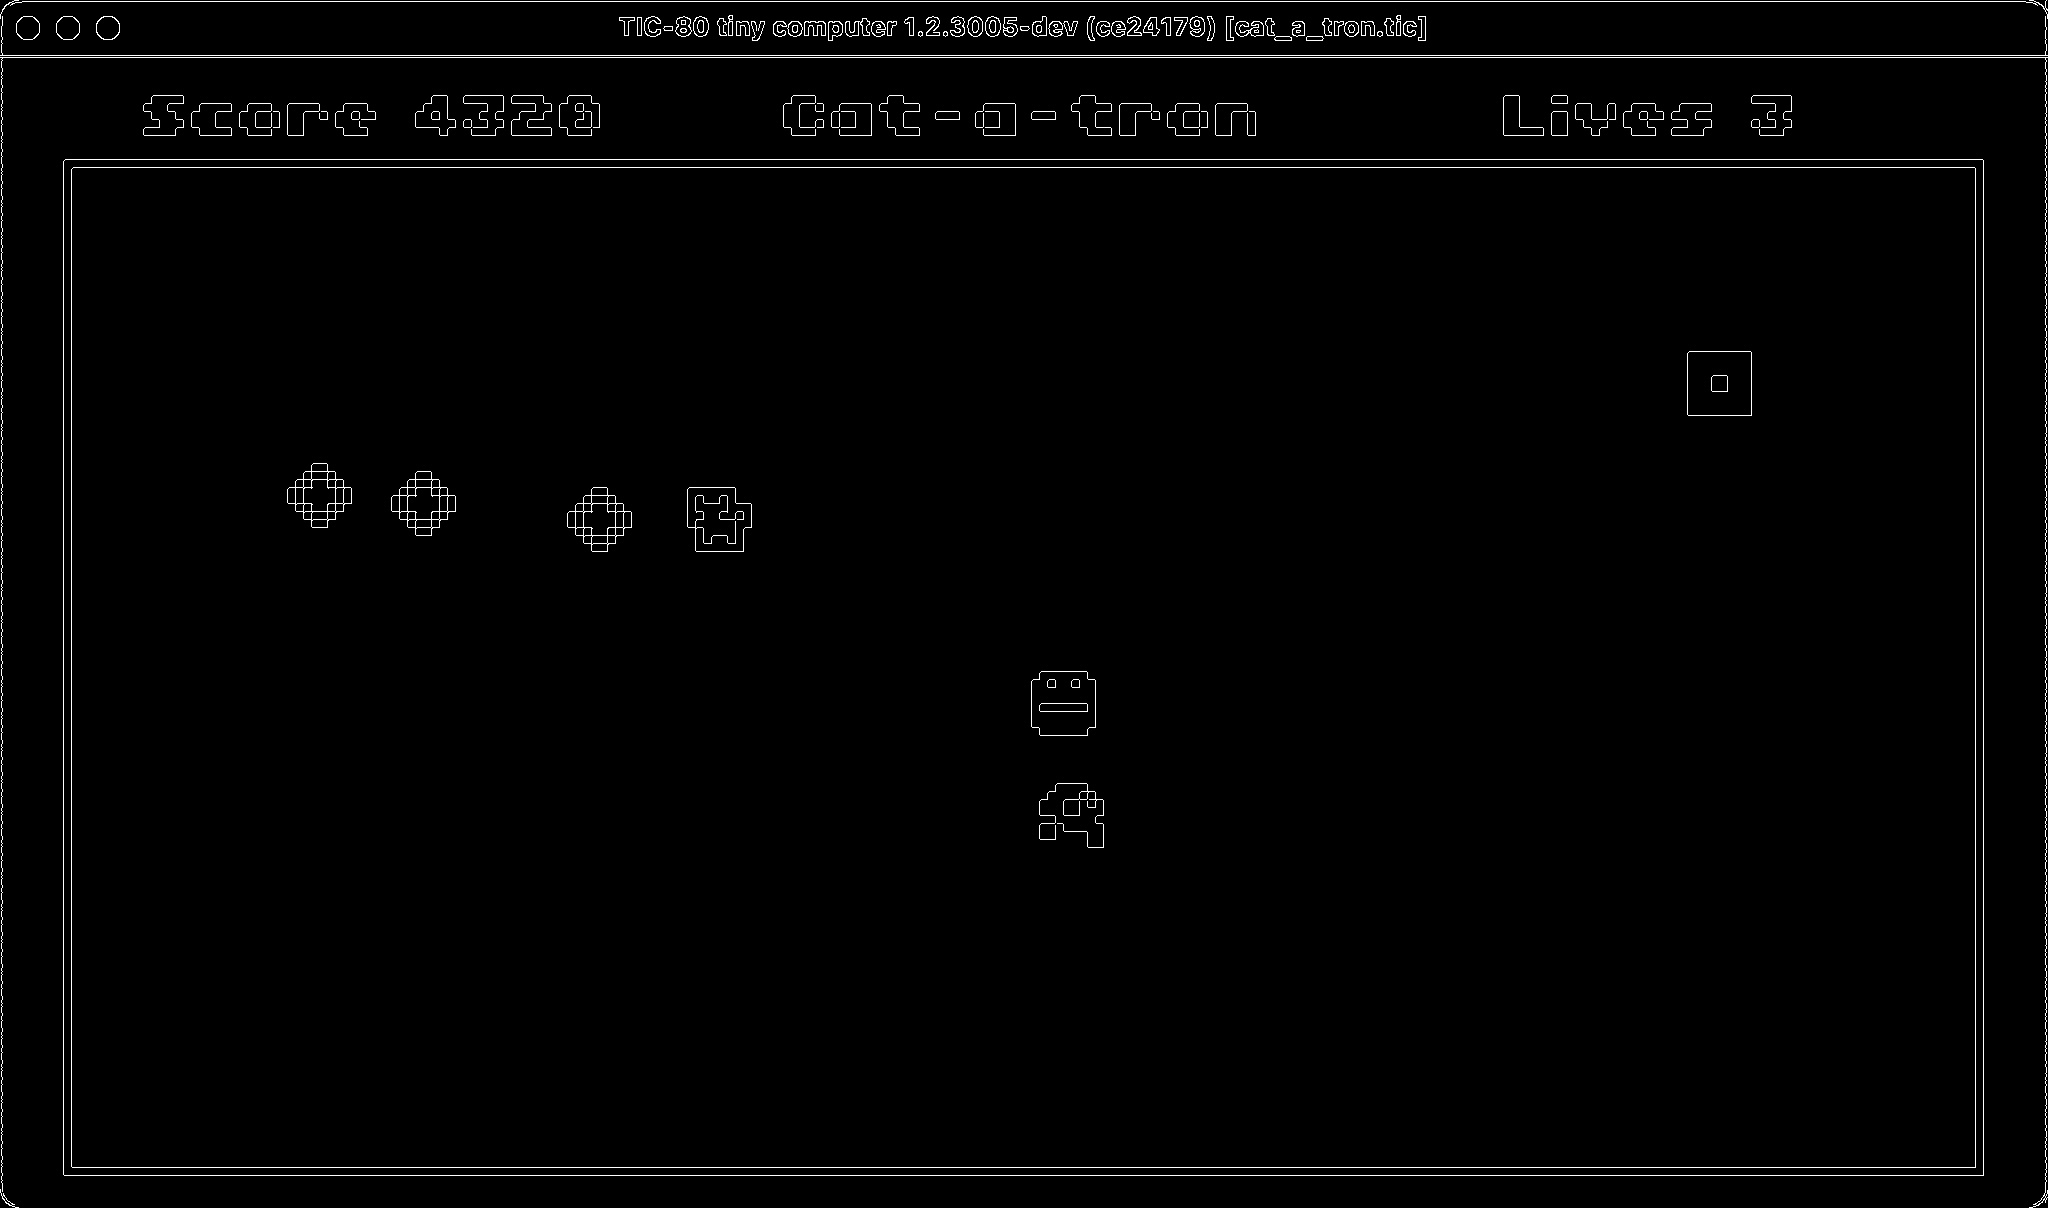 TIC-80 tiny computer 1.2.3005-dev (ce24179) [cat_a_tron.tic]
Score 4320 Cat-a-tron Lives 3